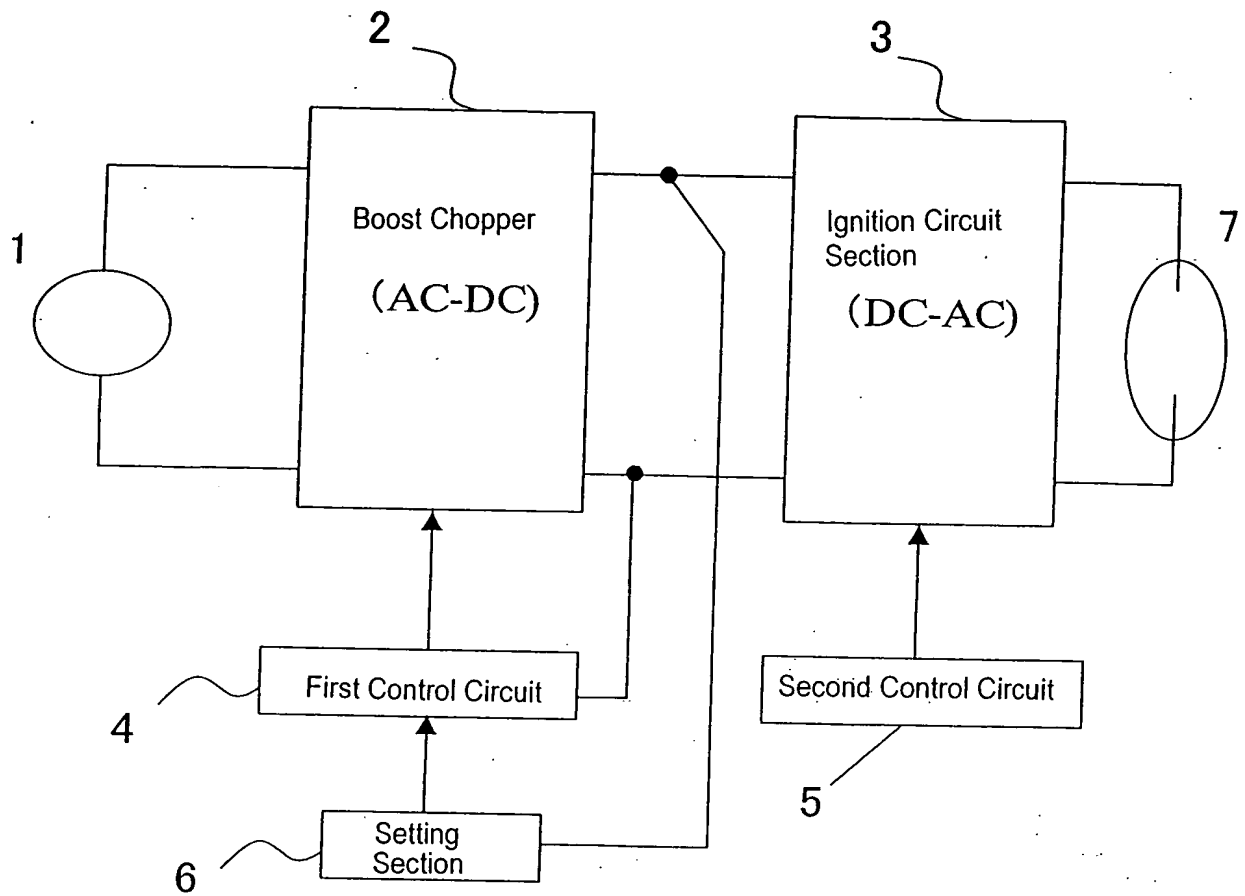 2
3
1
7
Boost Chopper
(AC-DC)
Ignition Circuit
Section
(DC-AC)
First Control Circuit
Second Control Circuit
4
5
Setting
Section
6